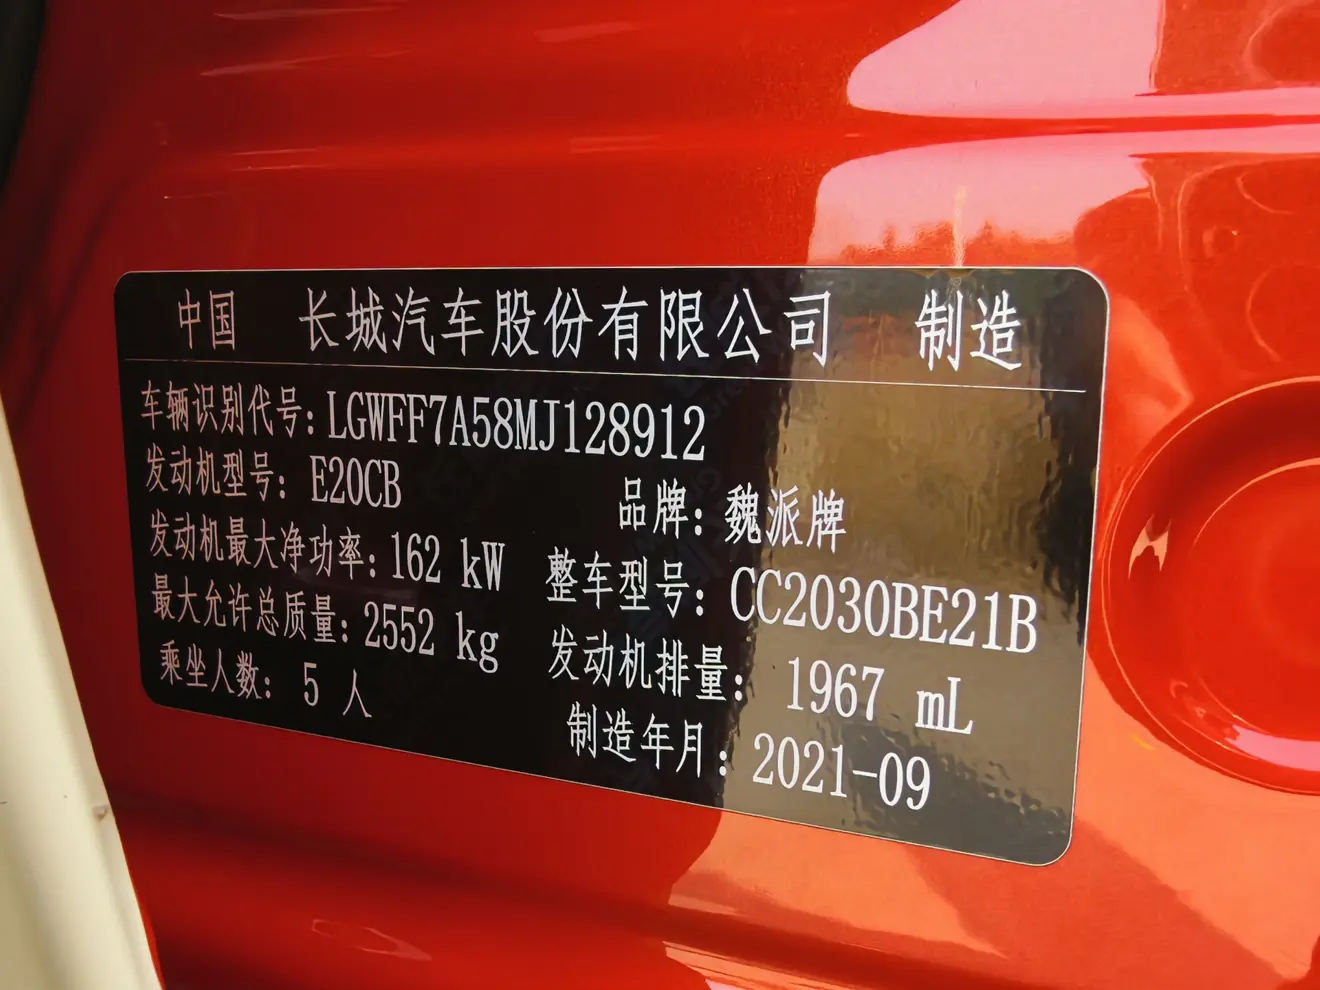 中国 长城汽车股份有限公司 制造
车辆识别代号：LGWFF7A58MJ128912
发动机型号：E20CB 品牌：魏派牌
发动机最大净功率：162 kW 整车型号：CC2030BE21B
最大允许总质量：2552 kg 发动机排量：1967 mL
乘坐人数：5 人 制造年月：2021-09